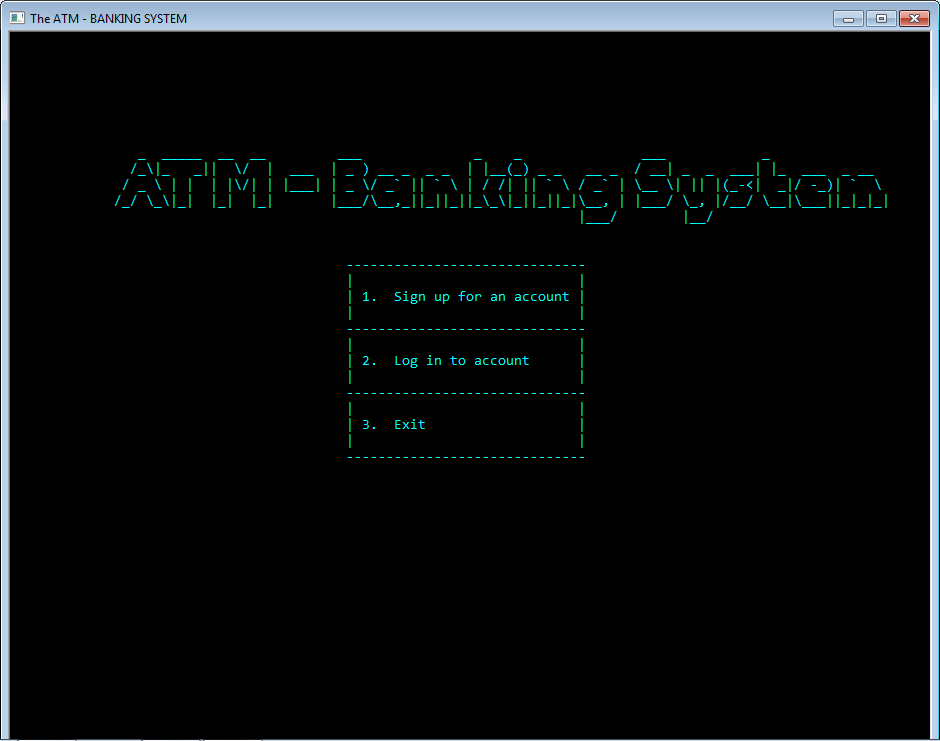 The ATM - BANKING SYSTEM
ATM - Banking System
1. Sign up for an account
2. Log in to account
3. Exit